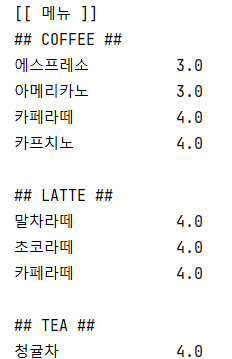 [[ 메뉴 ]]
## COFFEE ##
에스프레소 3.0
아메리카노 3.0
카페라떼 4.0
카프치노 4.0
## LATTE ##
말차라떼 4.0
초코라떼 4.0
카페라떼 4.0
## TEA ##
청귤차 4.0